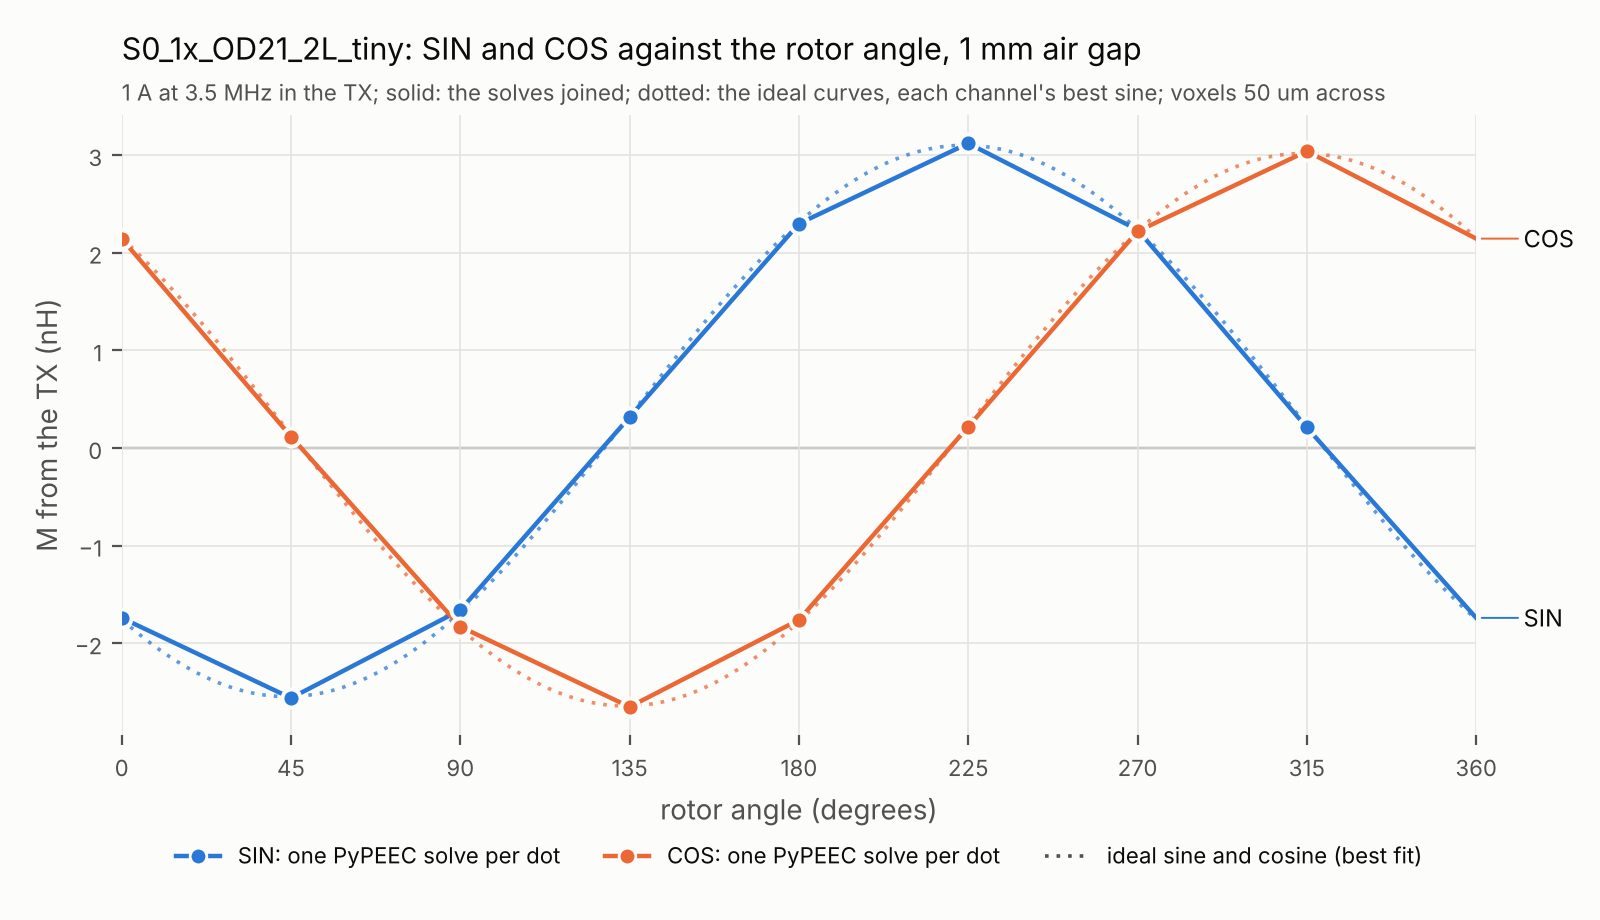 S0_1x_OD21_2L_tiny: SIN and COS against the rotor angle, 1 mm air gap
1 A at 3.5 MHz in the TX; solid: the solves joined; dotted: the ideal curves, each channel's best sine; voxels 50 um across
M from the TX (nH)
3
2
1
0
−1
−2
COS
SIN
0 45 90 135 180 225 270 315 360
rotor angle (degrees)
SIN: one PyPEEC solve per dot COS: one PyPEEC solve per dot ideal sine and cosine (best fit)